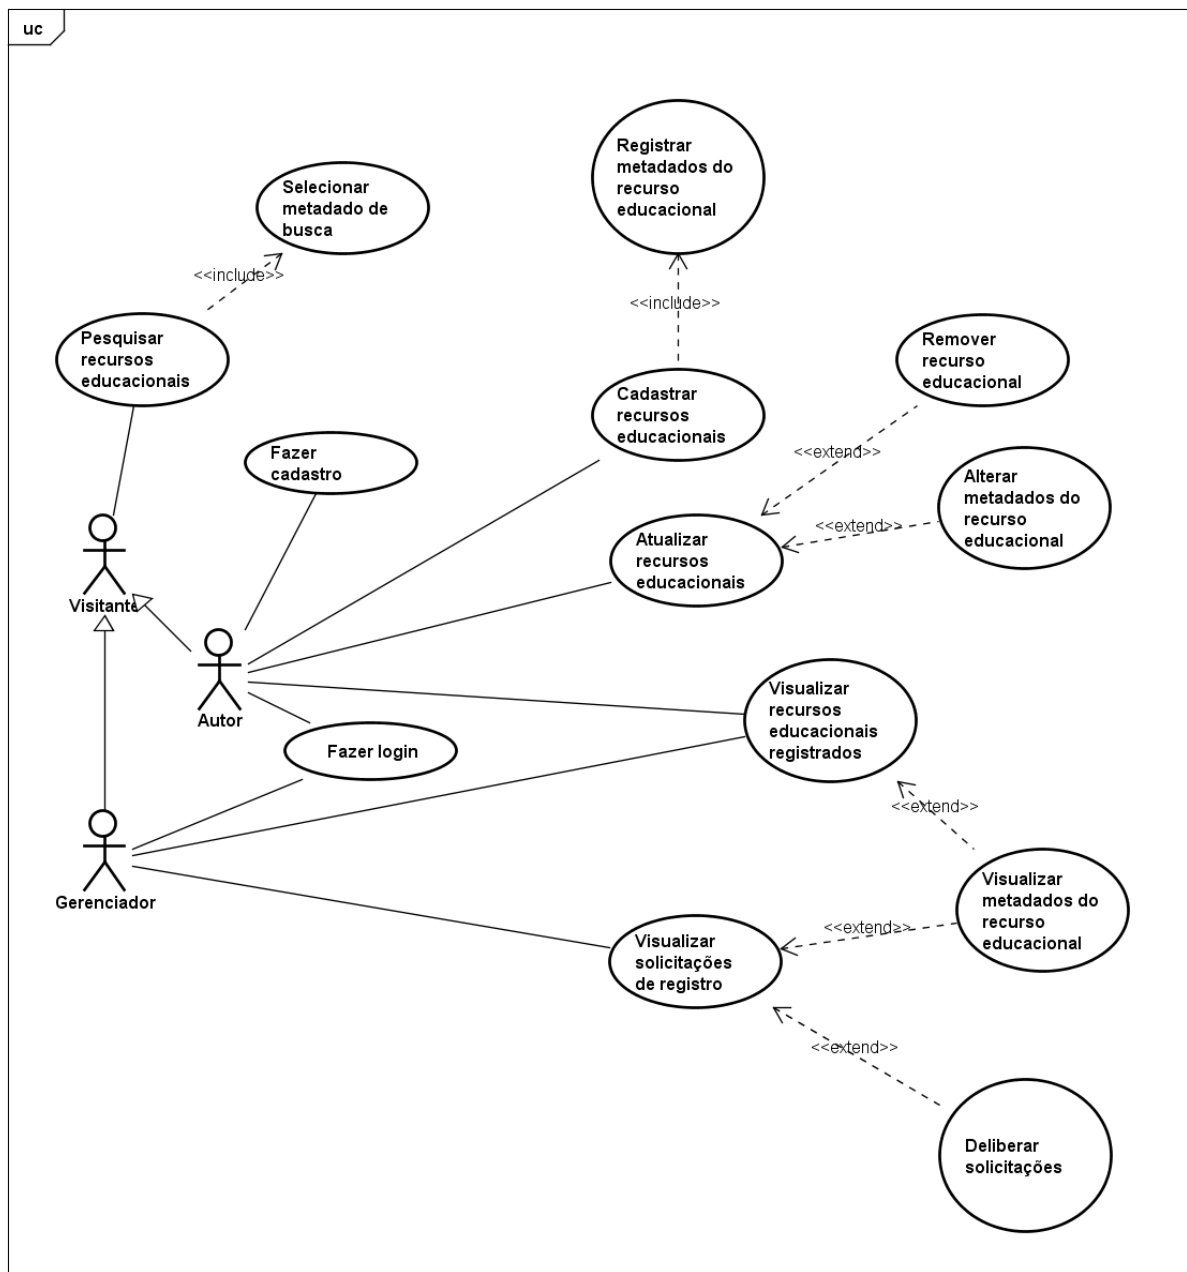 uc
Registrar
metadados do
recurso
educacional
Selecionar
metadado de
busca
<<include>>
<<include>>
Pesquisar
recursos
educacionais
Remover
recurso
educacional
Cadastrar
recursos
educacionais
Fazer
cadastro
<<extend>>
Alterar
metadados do
recurso
educacional
<<extend>>
Atualizar
recursos
educacionais
Visitante
Autor
Visualizar
recursos
educacionais
registrados
Fazer login
<<extend>>
Gerenciador
Visualizar
metadados do
recurso
educacional
<<extend>>
Visualizar
solicitações
de registro
<<extend>>
Deliberar
solicitações